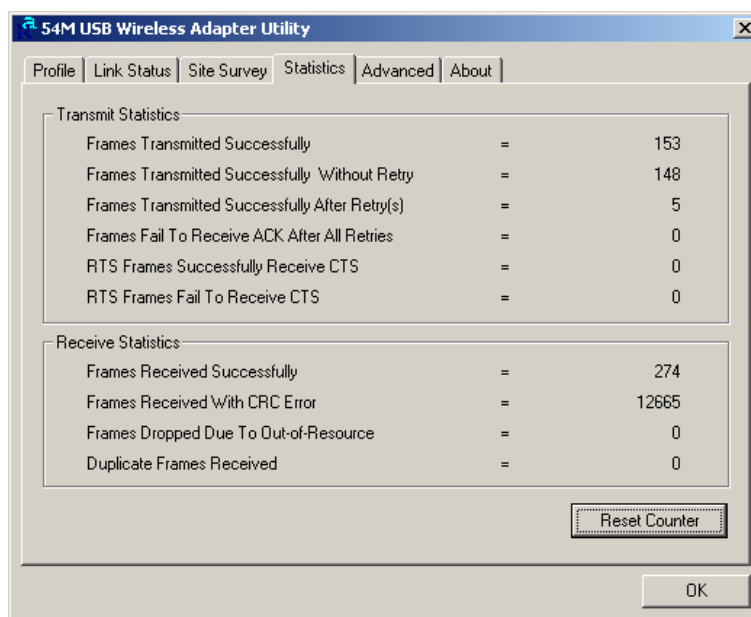 54M USB Wireless Adapter Utility
Profile Link Status Site Survey Statistics Advanced About
Transmit Statistics
Frames Transmitted Successfully = 153
Frames Transmitted Successfully Without Retry = 148
Frames Transmitted Successfully After Retry(s) = 5
Frames Fail To Receive ACK After All Retries = 0
RTS Frames Successfully Receive CTS = 0
RTS Frames Fail To Receive CTS = 0
Receive Statistics
Frames Received Successfully = 274
Frames Received With CRC Error = 12665
Frames Dropped Due To Out-of-Resource = 0
Duplicate Frames Received = 0
Reset Counter
OK